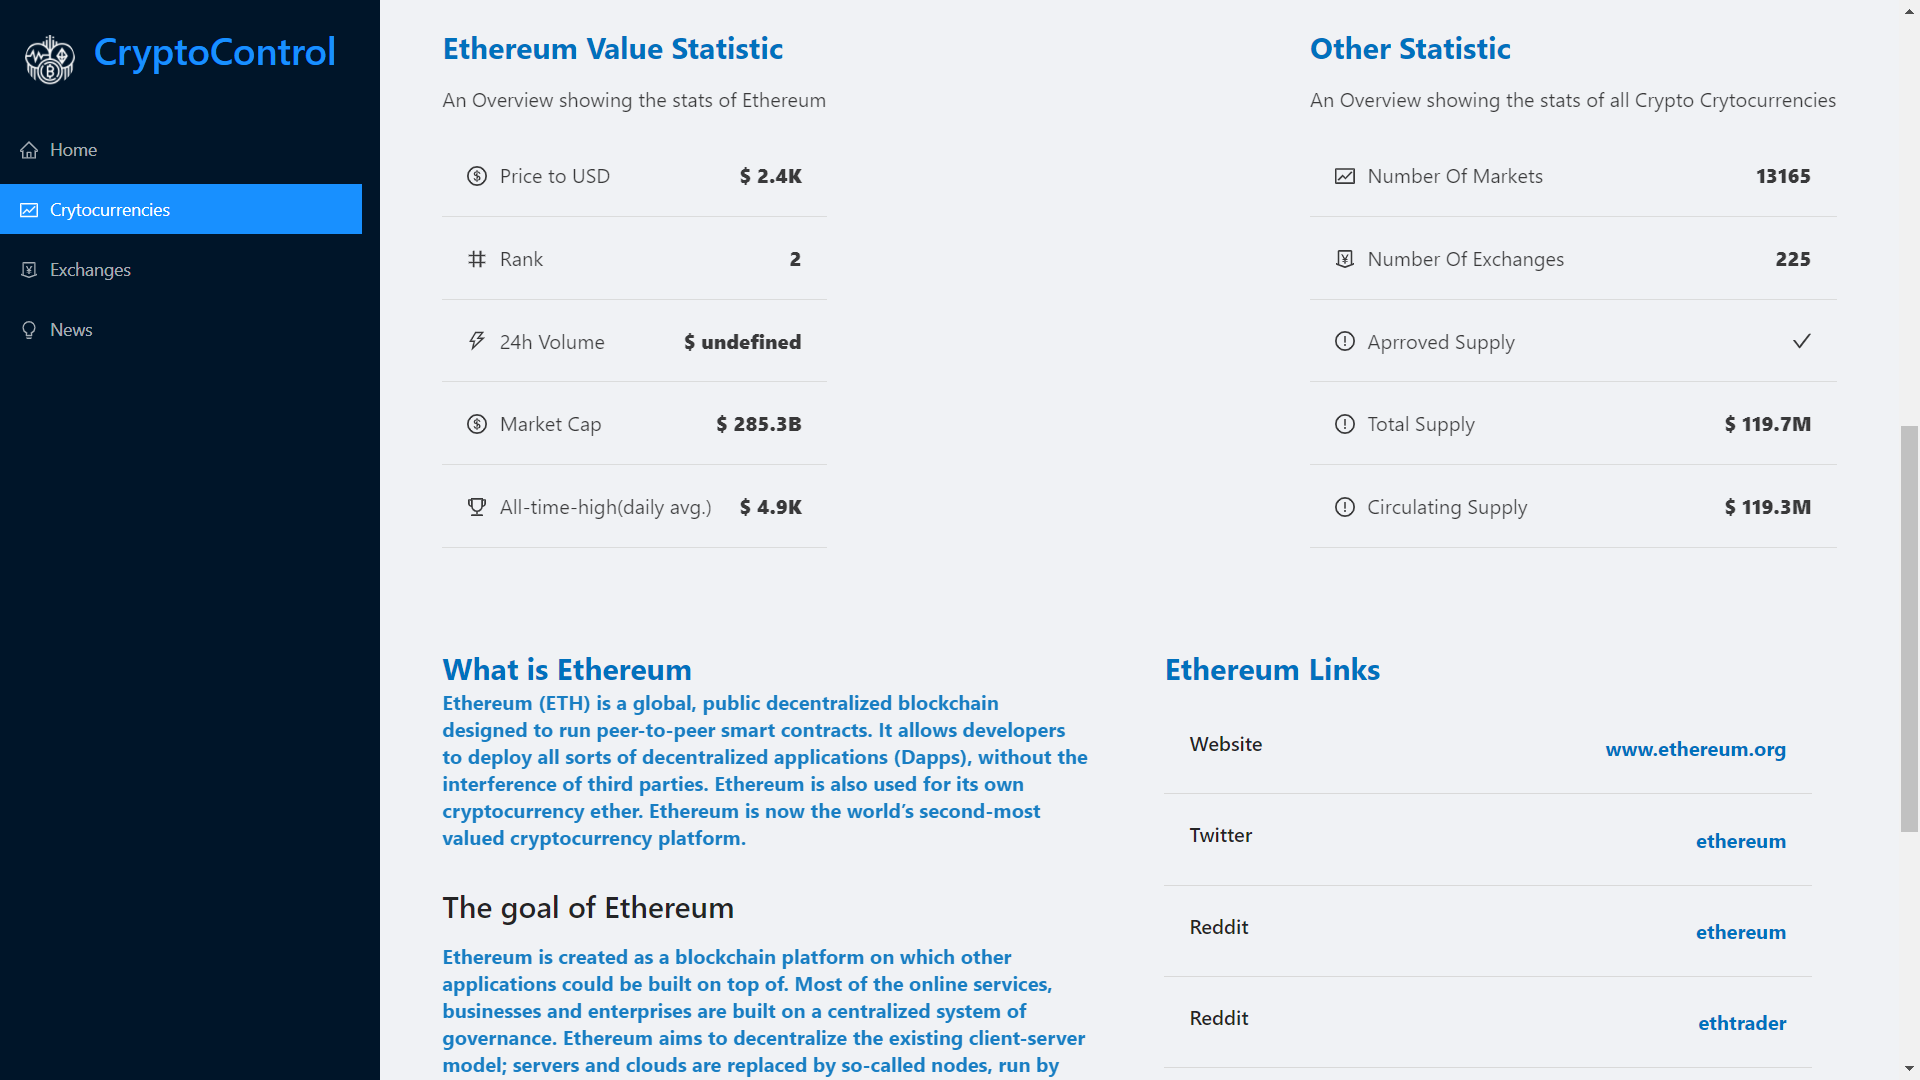 CryptoControl
Home
Crytocurrencies
Exchanges
News
Ethereum Value Statistic
An Overview showing the stats of Ethereum
Price to USD $ 2.4K
Rank 2
24h Volume $ undefined
Market Cap $ 285.3B
All-time-high(daily avg.) $ 4.9K
Other Statistic
An Overview showing the stats of all Crypto Crytocurrencies
Number Of Markets 13165
Number Of Exchanges 225
Aprroved Supply
Total Supply $ 119.7M
Circulating Supply $ 119.3M
What is Ethereum
Ethereum (ETH) is a global, public decentralized blockchain
designed to run peer-to-peer smart contracts. It allows developers
to deploy all sorts of decentralized applications (Dapps), without the
interference of third parties. Ethereum is also used for its own
cryptocurrency ether. Ethereum is now the world’s second-most
valued cryptocurrency platform.
The goal of Ethereum
Ethereum is created as a blockchain platform on which other
applications could be built on top of. Most of the online services,
businesses and enterprises are built on a centralized system of
governance. Ethereum aims to decentralize the existing client-server
model; servers and clouds are replaced by so-called nodes, run by
Ethereum Links
Website www.ethereum.org
Twitter ethereum
Reddit ethereum
Reddit ethtrader